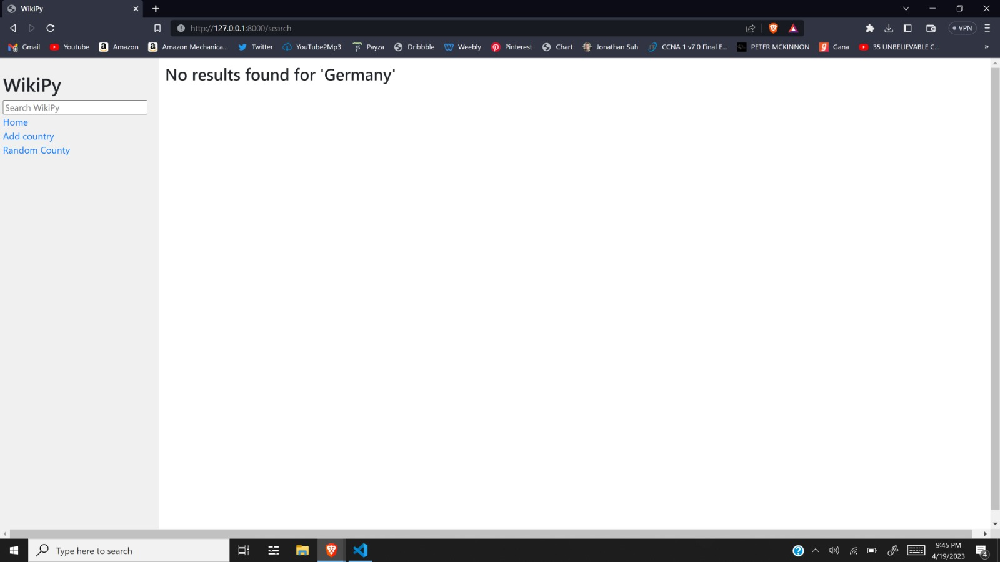 WikiPy
http://127.0.0.1:8000/search
VPN
Gmail Youtube Amazon Amazon Mechanica... Twitter YouTube2Mp3 Payza Dribbble Weebly Pinterest Chart Jonathan Suh CCNA 1 v7.0 Final E... PETER MCKINNON Gana 35 UNBELIEVABLE C... »
WikiPy
Search WikiPy
Home
Add country
Random County
No results found for 'Germany'
Type here to search
9:45 PM
4/19/2023
4